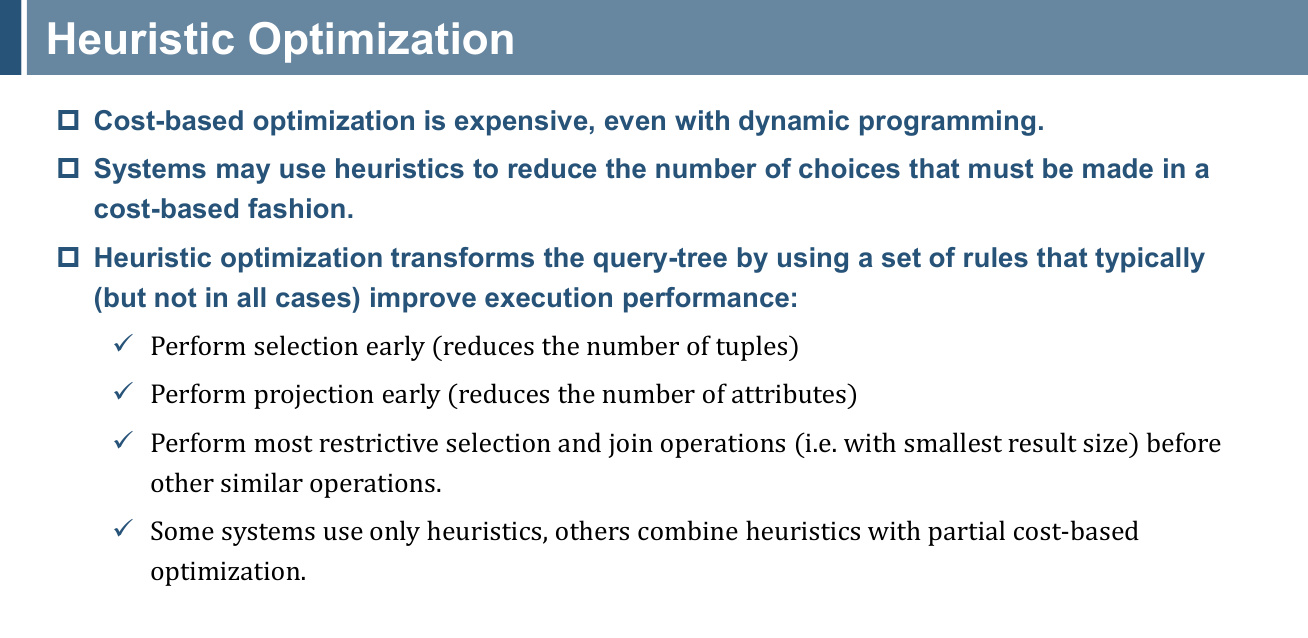 Heuristic Optimization
Cost-based optimization is expensive, even with dynamic programming.
Systems may use heuristics to reduce the number of choices that must be made in a
cost-based fashion.
Heuristic optimization transforms the query-tree by using a set of rules that typically
(but not in all cases) improve execution performance:
✓ Perform selection early (reduces the number of tuples)
✓ Perform projection early (reduces the number of attributes)
✓ Perform most restrictive selection and join operations (i.e. with smallest result size) before
other similar operations.
✓ Some systems use only heuristics, others combine heuristics with partial cost-based
optimization.